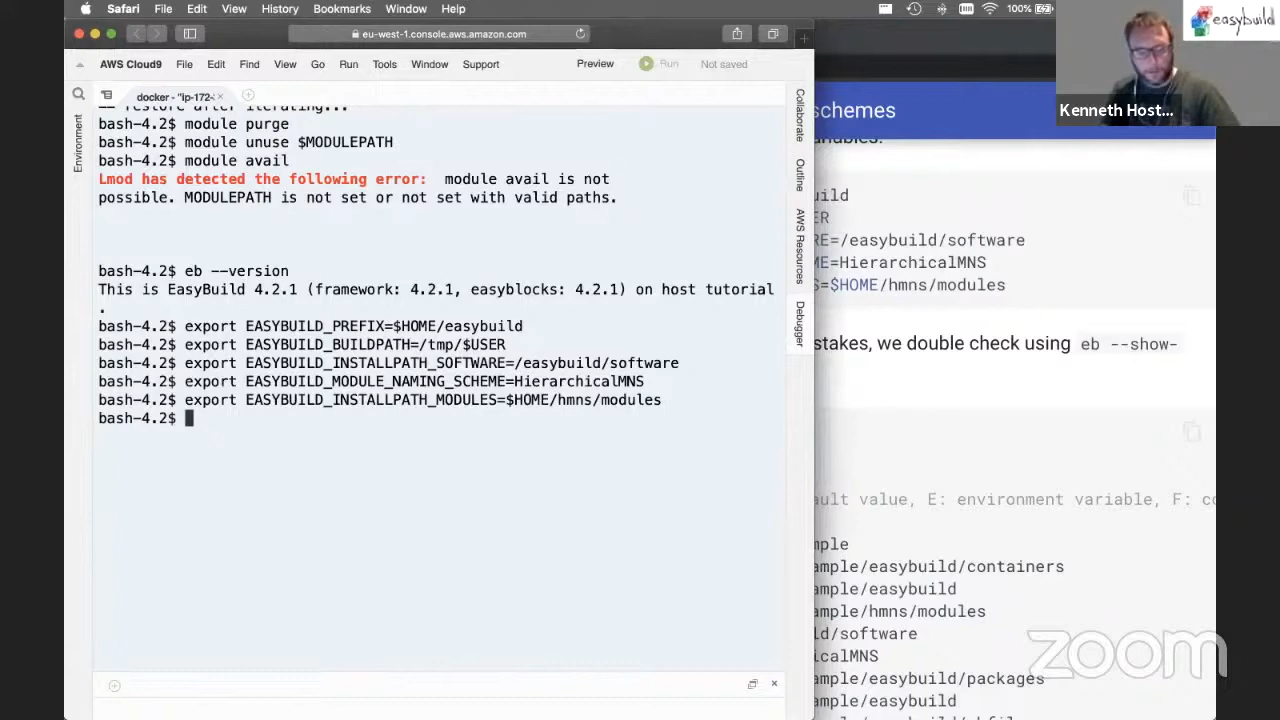 Safari File Edit View History Bookmarks Window Help
100%
eu-west-1.console.aws.amazon.com
AWS Cloud9 File Edit Find View Go Run Tools Window Support Preview Run Not saved
docker - "ip-172-
Environment
Collaborate
Outline
AWS Resources
Debugger
-- restore after iterating...
bash-4.2$ module purge
bash-4.2$ module unuse $MODULEPATH
bash-4.2$ module avail
Lmod has detected the following error: module avail is not
possible. MODULEPATH is not set or not set with valid paths.
bash-4.2$ eb --version
This is EasyBuild 4.2.1 (framework: 4.2.1, easyblocks: 4.2.1) on host tutorial
.
bash-4.2$ export EASYBUILD_PREFIX=$HOME/easybuild
bash-4.2$ export EASYBUILD_BUILDPATH=/tmp/$USER
bash-4.2$ export EASYBUILD_INSTALLPATH_SOFTWARE=/easybuild/software
bash-4.2$ export EASYBUILD_MODULE_NAMING_SCHEME=HierarchicalMNS
bash-4.2$ export EASYBUILD_INSTALLPATH_MODULES=$HOME/hmns/modules
bash-4.2$
schemes
ariables:
uild
ER
RE=/easybuild/software
ME=HierarchicalMNS
S=$HOME/hmns/modules
stakes, we double check using eb --show-
ault value, E: environment variable, F: co
mple
ample/easybuild/containers
ample/easybuild
ample/hmns/modules
ld/software
icalMNS
ample/easybuild/packages
ample/easybuild
easybuild
Kenneth Host...
zoom